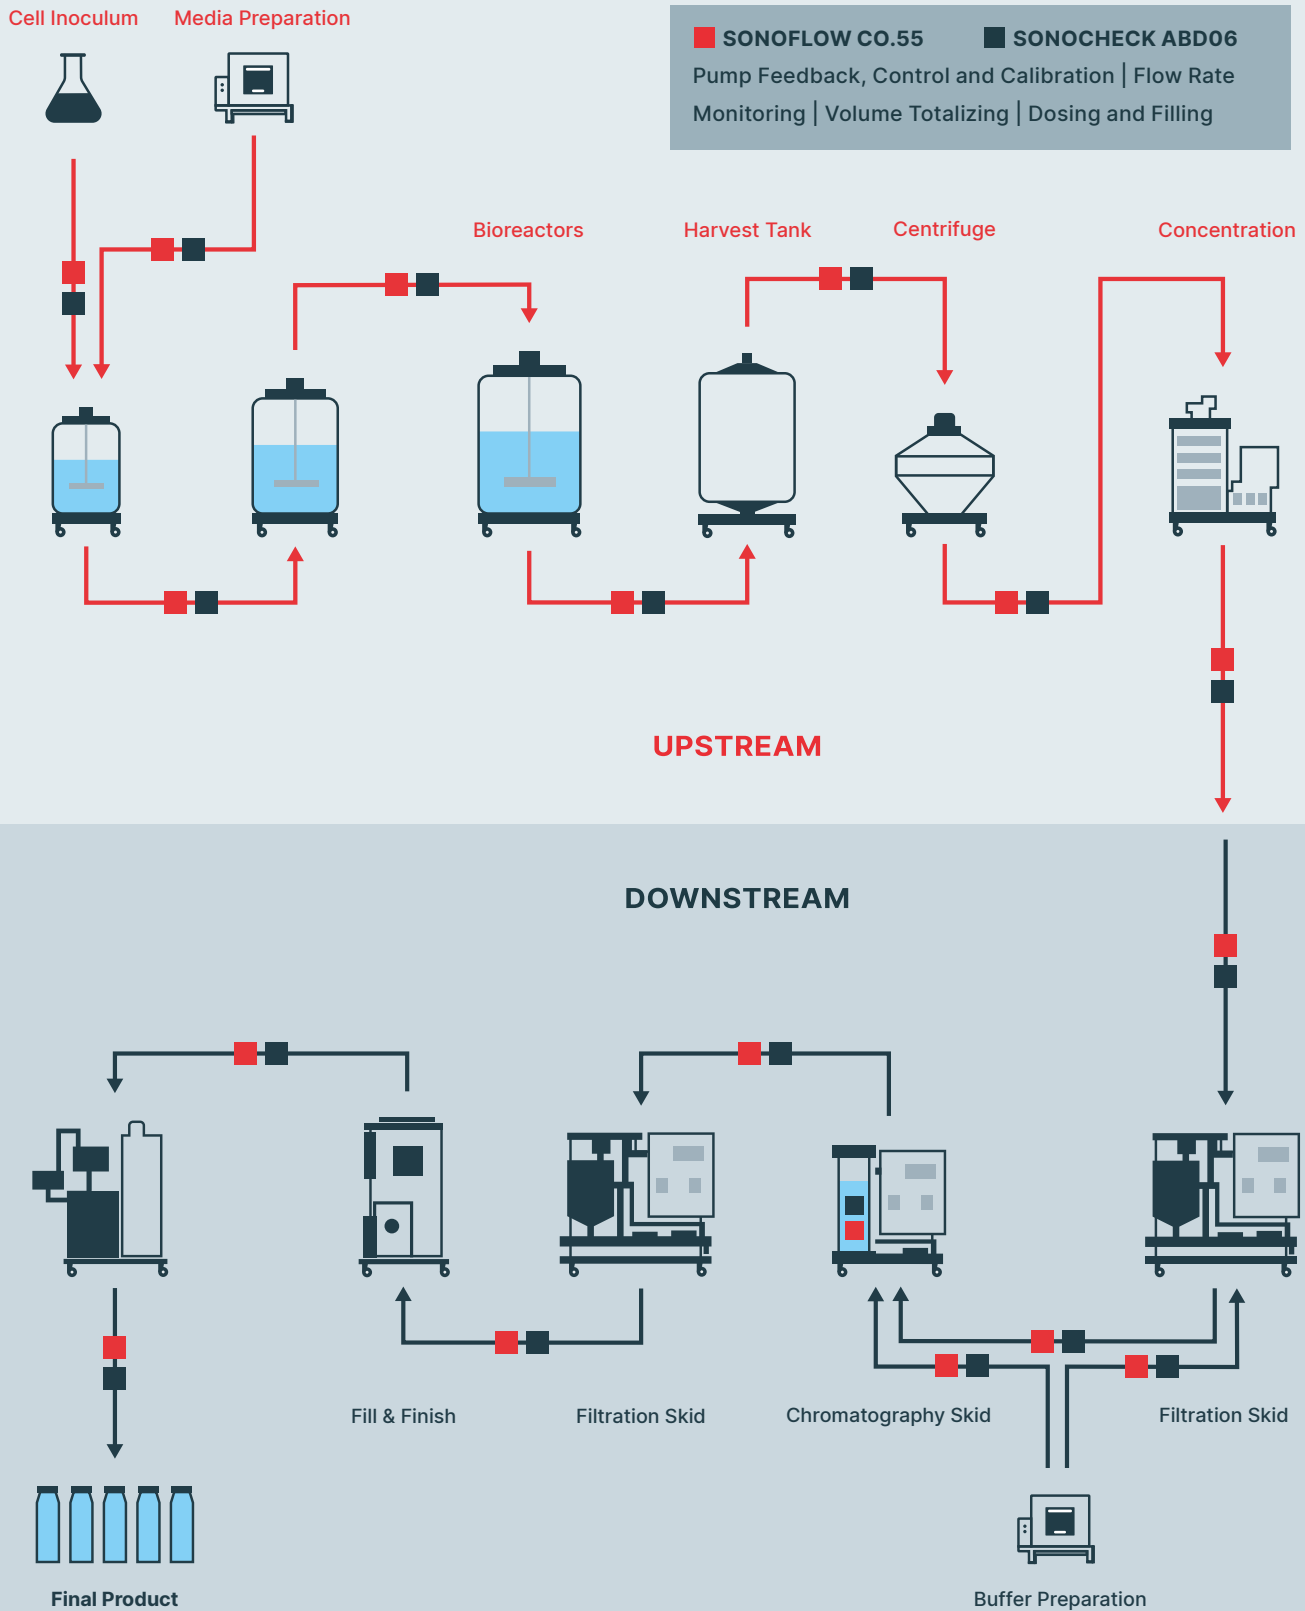 Cell Inoculum
Media Preparation
SONOFLOW CO.55
SONOCHECK ABD06
Pump Feedback, Control and Calibration | Flow Rate
Monitoring | Volume Totalizing | Dosing and Filling
Bioreactors
Harvest Tank
Centrifuge
Concentration
UPSTREAM
DOWNSTREAM
Fill & Finish
Filtration Skid
Chromatography Skid
Filtration Skid
Final Product
Buffer Preparation